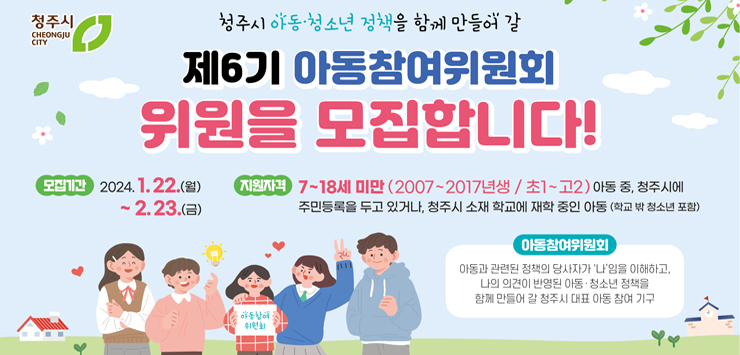 청주시
CHEONGJU
CITY
청주시 아동·청소년 정책을 함께 만들어 갈
제6기 아동참여위원회
위원을 모집합니다!
모집기간 2024. 1. 22.(월)
~ 2. 23.(금)
지원자격 7~18세 미만 (2007~2017년생 / 초1~고2) 아동 중, 청주시에
주민등록을 두고 있거나, 청주시 소재 학교에 재학 중인 아동 (학교 밖 청소년 포함)
아동참여위원회
아동과 관련된 정책의 당사자가 '나'임을 이해하고,
나의 의견이 반영된 아동·청소년 정책을
함께 만들어 갈 청주시 대표 아동 참여 기구
아동참여
위원회